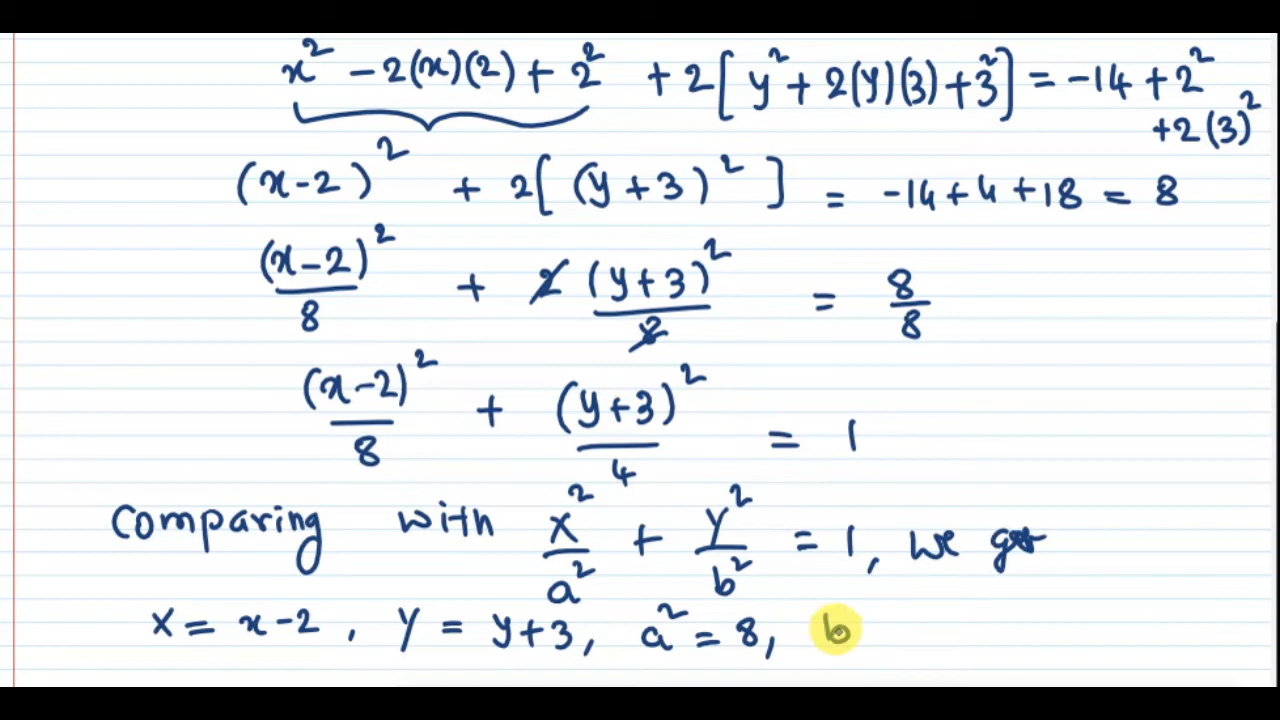 x² - 2(x)(2) + 2² + 2[y² + 2(y)(3) + 3²] = -14 + 2²
+2(3)²
(x-2)² + 2[(y+3)²] = -14 + 4 + 18 = 8
(x-2)²/8 + 2(y+3)²/8 = 8/8
(x-2)²/8 + (y+3)²/4 = 1
Comparing with X²/a² + Y²/b² = 1, we get
X = x-2, Y = y+3, a² = 8, b